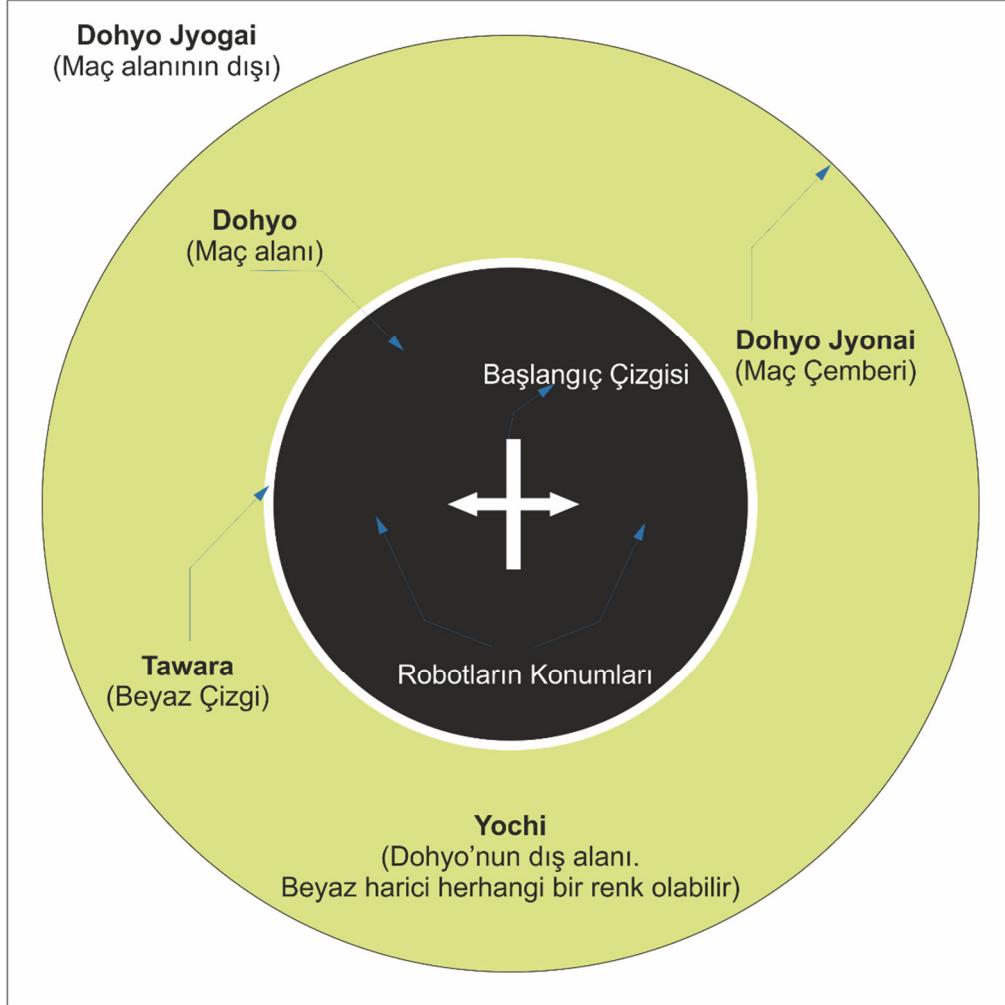 Dohyo Jyogai
(Maç alanının dışı)
Dohyo
(Maç alanı)
Dohyo Jyonai
(Maç Çemberi)
Başlangıç Çizgisi
Tawara
(Beyaz Çizgi)
Robotların Konumları
Yochi
(Dohyo’nun dış alanı.
Beyaz harici herhangi bir renk olabilir)